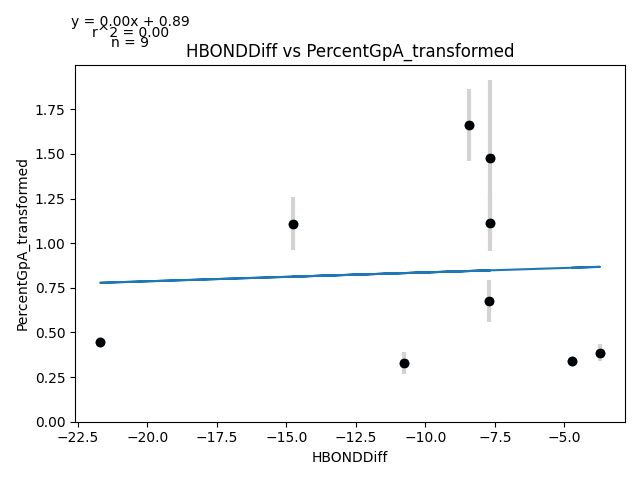 y = 0.00x + 0.89
r^2 = 0.00
n = 9
HBONDDiff vs PercentGpA_transformed
PercentGpA_transformed
1.75
1.50
1.25
1.00
0.75
0.50
0.25
0.00
−22.5 −20.0 −17.5 −15.0 −12.5 −10.0 −7.5 −5.0
HBONDDiff